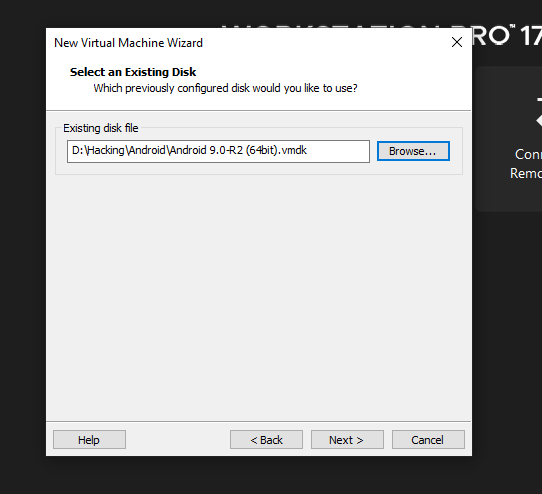 WORKSTATION PRO™ 17
New Virtual Machine Wizard
Select an Existing Disk
Which previously configured disk would you like to use?
Existing disk file
D:\Hacking\Android\Android 9.0-R2 (64bit).vmdk
Browse...
Conn
Remo
Help
< Back
Next >
Cancel